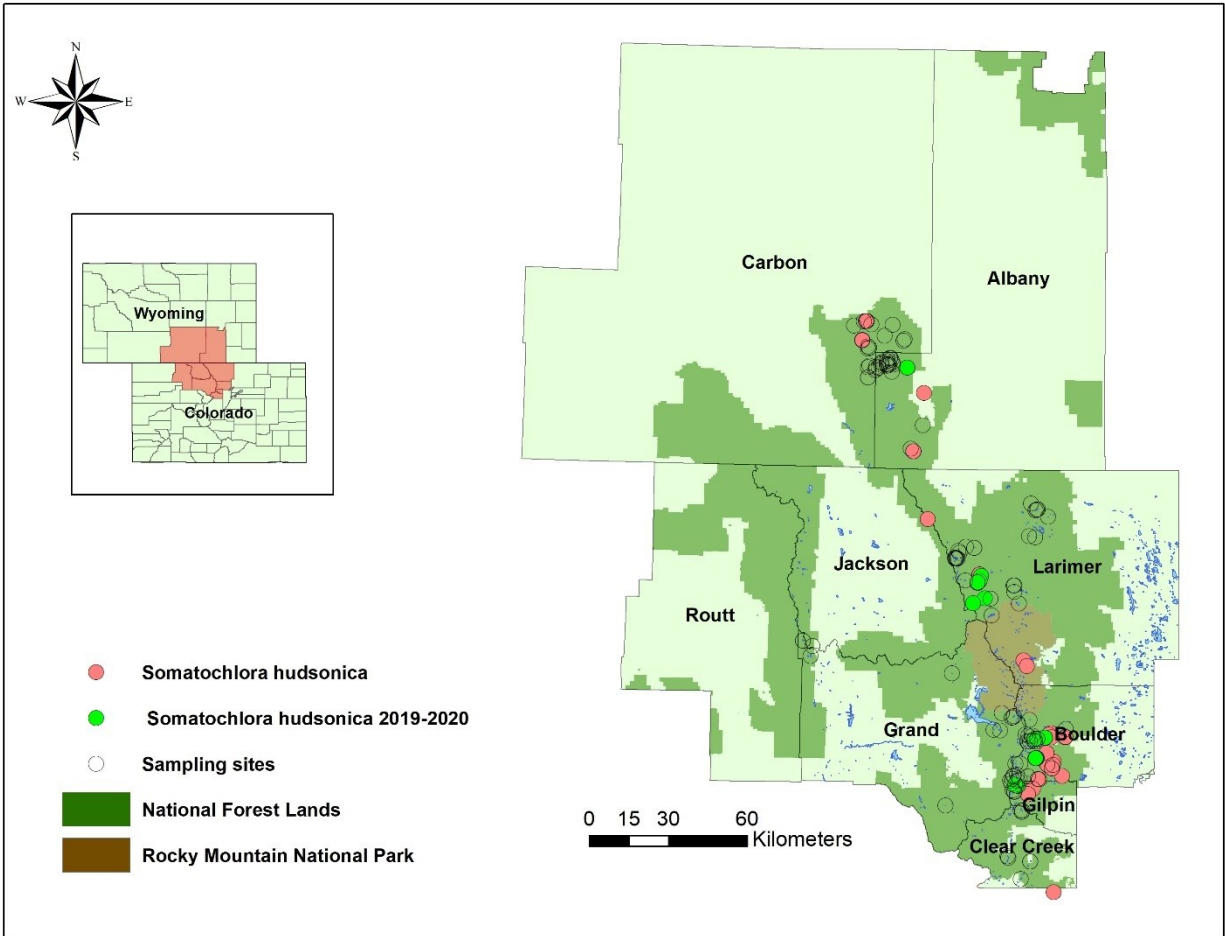 N
W E
S
Wyoming
Colorado
Carbon
Albany
Jackson
Larimer
Routt
Grand
Boulder
Gilpin
Clear Creek
Somatochlora hudsonica
Somatochlora hudsonica 2019-2020
Sampling sites
National Forest Lands
Rocky Mountain National Park
0 15 30 60
Kilometers